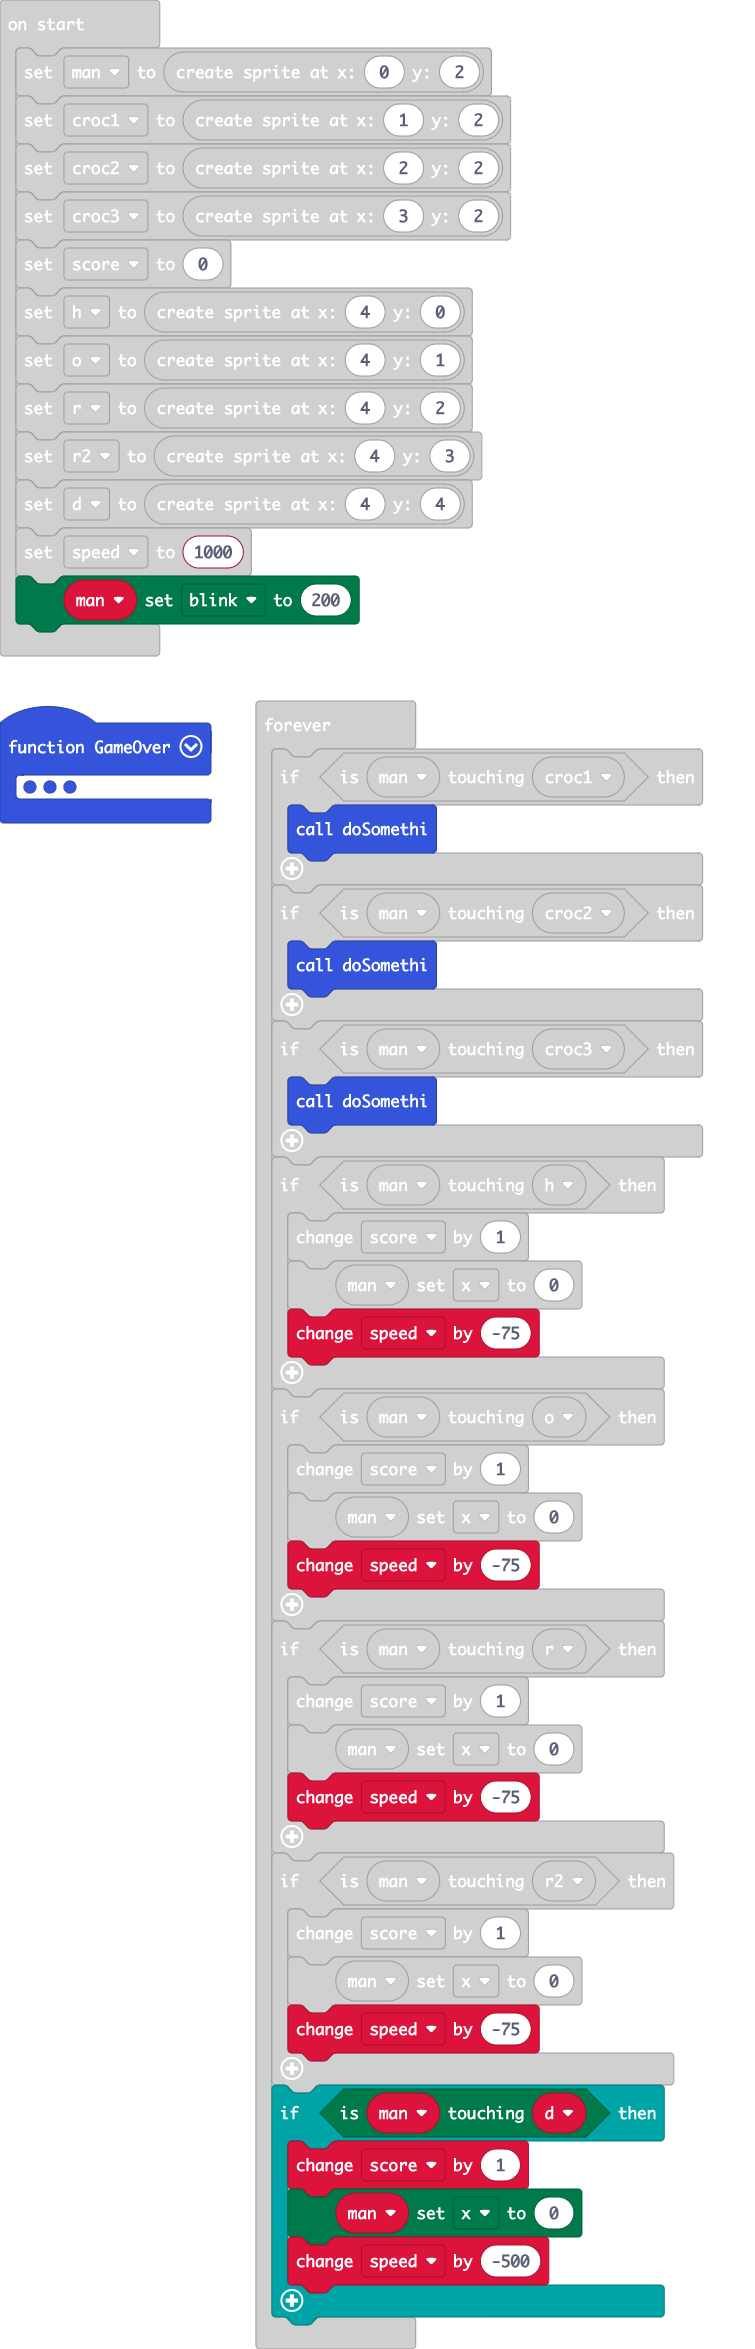 on start
set man to create sprite at x: 0 y: 2
set croc1 to create sprite at x: 1 y: 2
set croc2 to create sprite at x: 2 y: 2
set croc3 to create sprite at x: 3 y: 2
set score to 0
set h to create sprite at x: 4 y: 0
set o to create sprite at x: 4 y: 1
set r to create sprite at x: 4 y: 2
set r2 to create sprite at x: 4 y: 3
set d to create sprite at x: 4 y: 4
set speed to 1000
man set blink to 200
function GameOver
forever
if is man touching croc1 then
call doSomethi
if is man touching croc2 then
call doSomethi
if is man touching croc3 then
call doSomethi
if is man touching h then
change score by 1
man set x to 0
change speed by -75
if is man touching o then
change score by 1
man set x to 0
change speed by -75
if is man touching r then
change score by 1
man set x to 0
change speed by -75
if is man touching r2 then
change score by 1
man set x to 0
change speed by -75
if is man touching d then
change score by 1
man set x to 0
change speed by -500